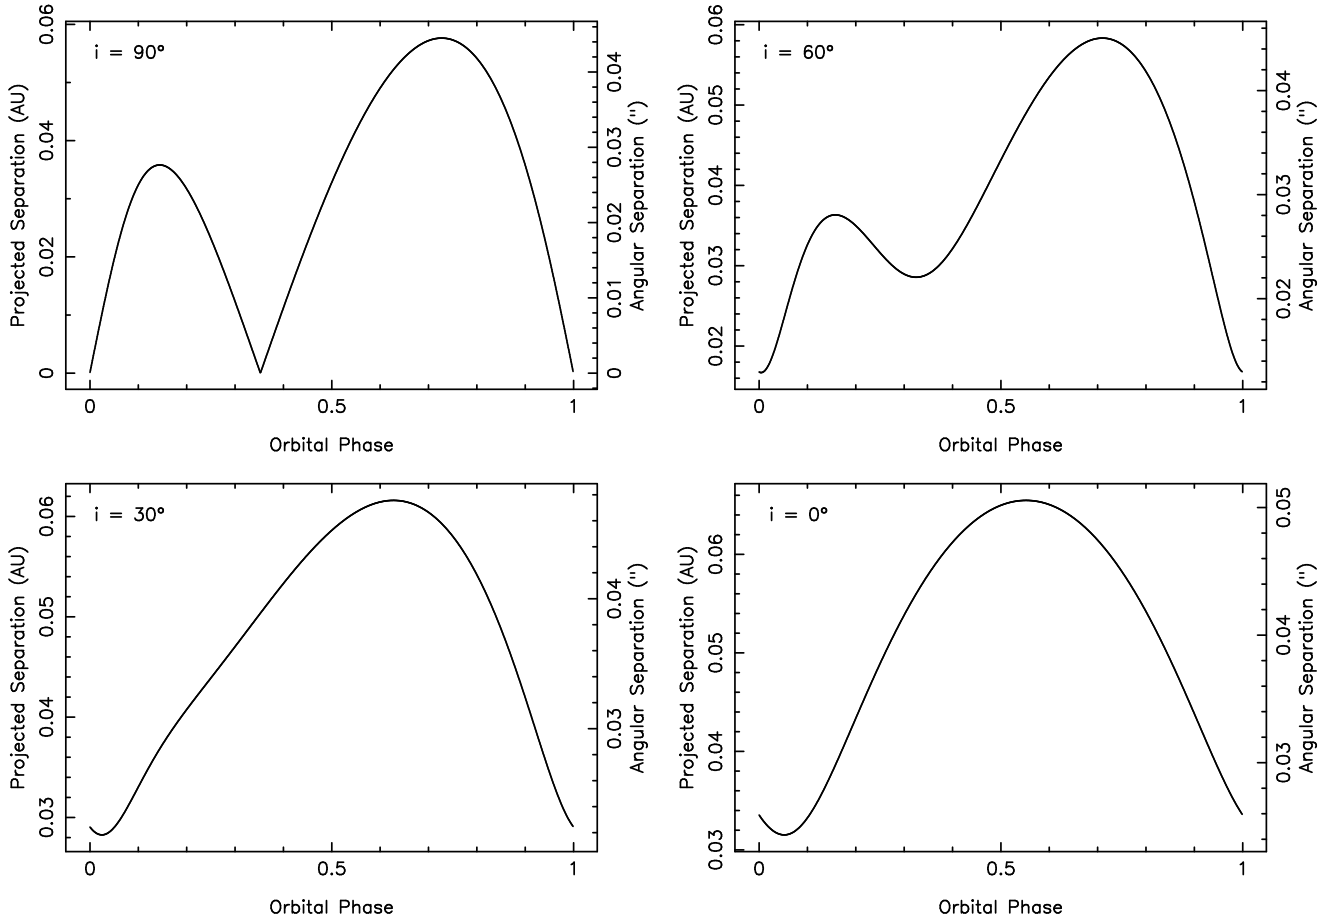 i = 90°
Projected Separation (AU)
0 0.02 0.04 0.06
Angular Separation (")
0 0.01 0.02 0.03 0.04
0 0.5 1
Orbital Phase
i = 60°
Projected Separation (AU)
0.02 0.03 0.04 0.05 0.06
Angular Separation (")
0.02 0.03 0.04
0 0.5 1
Orbital Phase
i = 30°
Projected Separation (AU)
0.03 0.04 0.05 0.06
Angular Separation (")
0.03 0.04
0 0.5 1
Orbital Phase
i = 0°
Projected Separation (AU)
0.03 0.04 0.05 0.06
Angular Separation (")
0.03 0.04 0.05
0 0.5 1
Orbital Phase